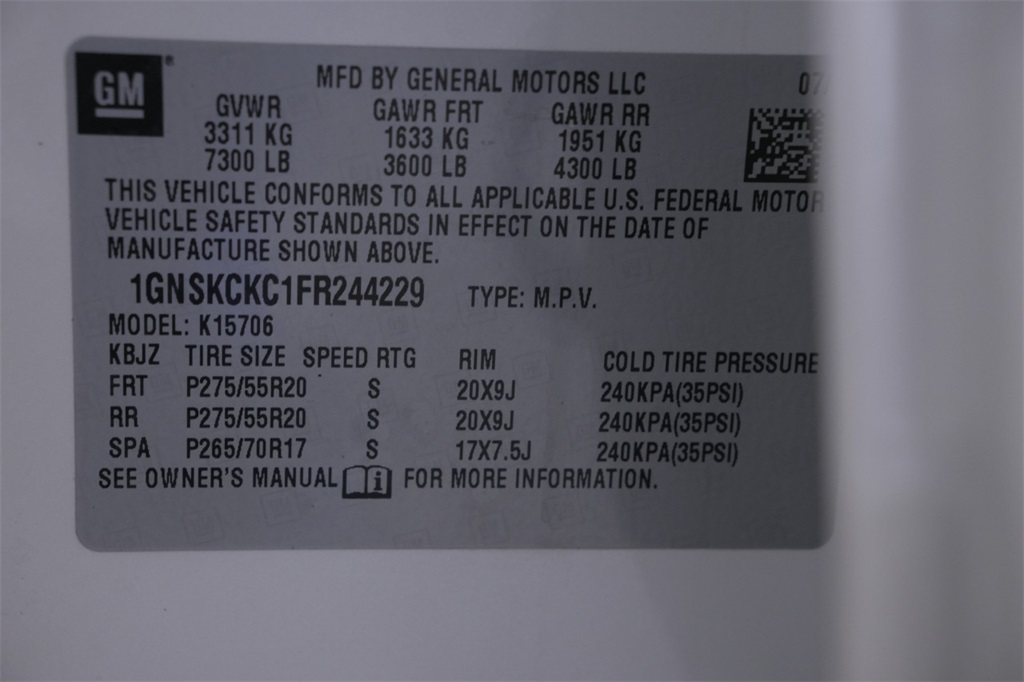 GM ®
MFD BY GENERAL MOTORS LLC 07/
GVWR GAWR FRT GAWR RR
3311 KG 1633 KG 1951 KG
7300 LB 3600 LB 4300 LB
THIS VEHICLE CONFORMS TO ALL APPLICABLE U.S. FEDERAL MOTOR
VEHICLE SAFETY STANDARDS IN EFFECT ON THE DATE OF
MANUFACTURE SHOWN ABOVE.
1GNSKCKC1FR244229 TYPE: M.P.V.
MODEL: K15706
KBJZ TIRE SIZE SPEED RTG RIM COLD TIRE PRESSURE
FRT P275/55R20 S 20X9J 240KPA(35PSI)
RR P275/55R20 S 20X9J 240KPA(35PSI)
SPA P265/70R17 S 17X7.5J 240KPA(35PSI)
SEE OWNER'S MANUAL i FOR MORE INFORMATION.